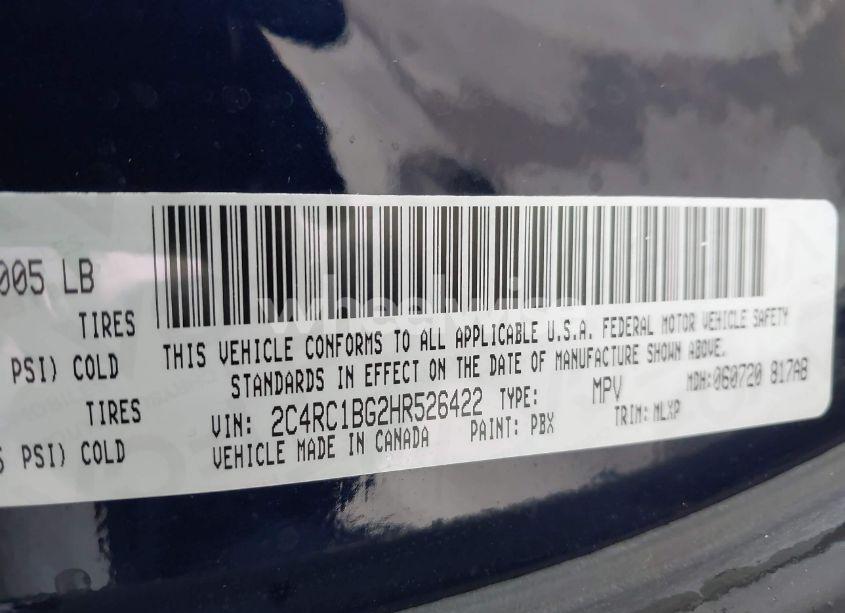 005 LB
TIRES
PSI) COLD
TIRES
PSI) COLD
THIS VEHICLE CONFORMS TO ALL APPLICABLE U.S.A. FEDERAL MOTOR VEHICLE SAFETY
STANDARDS IN EFFECT ON THE DATE OF MANUFACTURE SHOWN ABOVE.
VIN: 2C4RC1BG2HR526422 TYPE: MPV MDH: 060720 817AB
VEHICLE MADE IN CANADA PAINT: PBX TRIM: MLXP